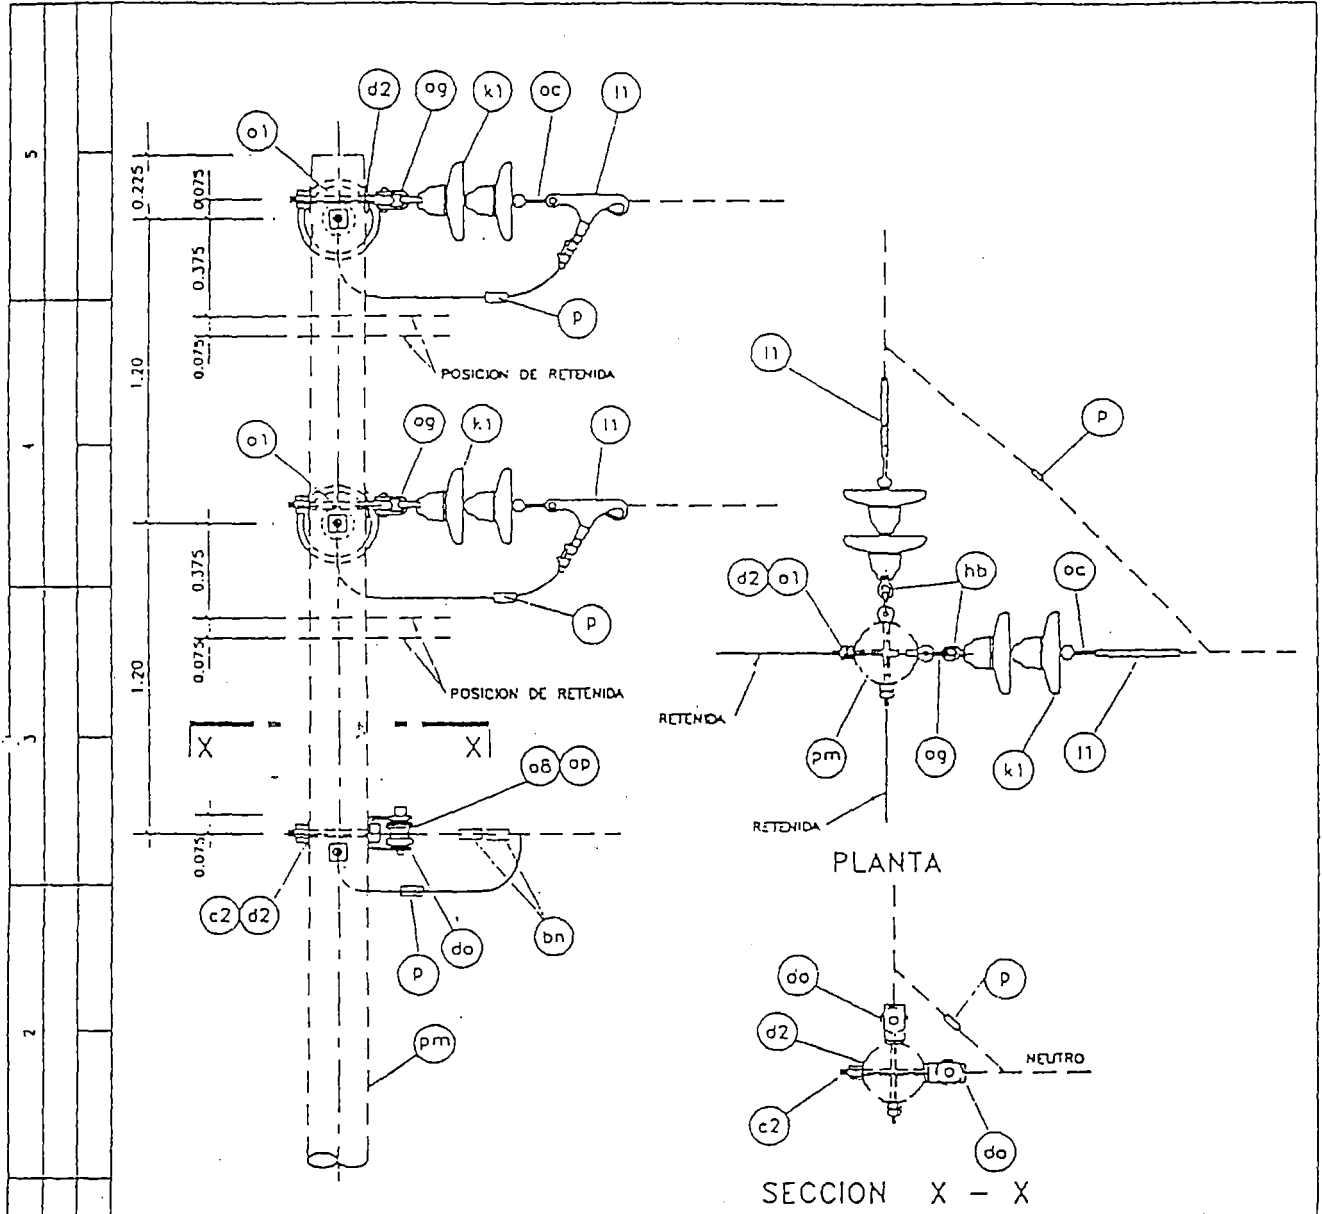 5
4
3
2
0.225
0.075
0.375
0.075
1.20
0.375
0.075
1.20
0.075
o1
d2
og
k1
oc
l1
p
POSICION DE RETENIDA
o1
og
k1
l1
p
POSICION DE RETENIDA
X
X
o8
op
c2
d2
p
do
bn
pm
l1
p
d2
o1
hb
oc
RETENIDA
pm
og
k1
l1
RETENIDA
PLANTA
do
p
d2
NEUTRO
c2
do
SECCION X - X